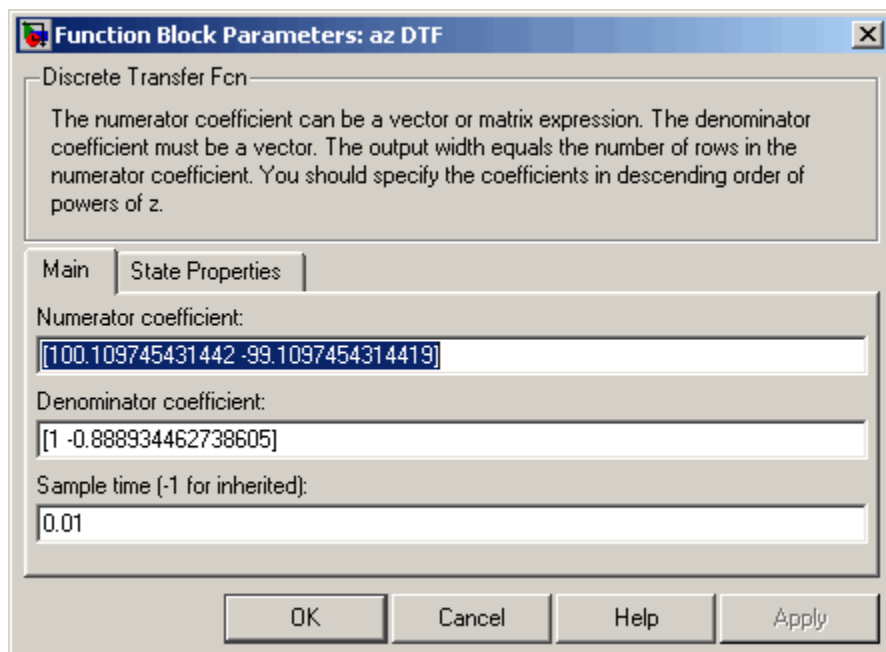 Function Block Parameters: az DTF
Discrete Transfer Fcn
The numerator coefficient can be a vector or matrix expression. The denominator
coefficient must be a vector. The output width equals the number of rows in the
numerator coefficient. You should specify the coefficients in descending order of
powers of z.
Main State Properties
Numerator coefficient:
[100.109745431442 -99.1097454314419]
Denominator coefficient:
[1 -0.888934462738605]
Sample time (-1 for inherited):
0.01
OK Cancel Help Apply